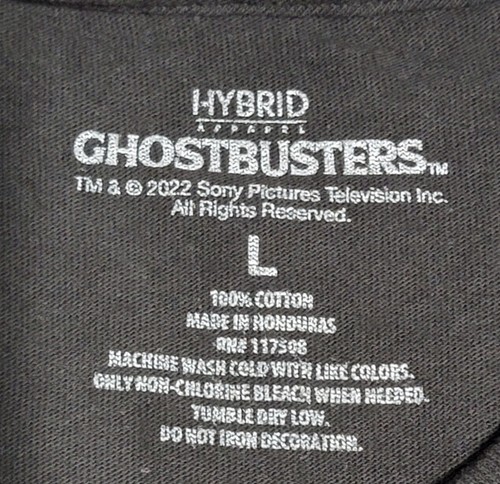 HYBRID
APPAREL
GHOSTBUSTERS™
TM & © 2022 Sony Pictures Television Inc.
All Rights Reserved.
L
100% COTTON
MADE IN HONDURAS
RN# 117508
MACHINE WASH COLD WITH LIKE COLORS.
ONLY NON-CHLORINE BLEACH WHEN NEEDED.
TUMBLE DRY LOW.
DO NOT IRON DECORATION.